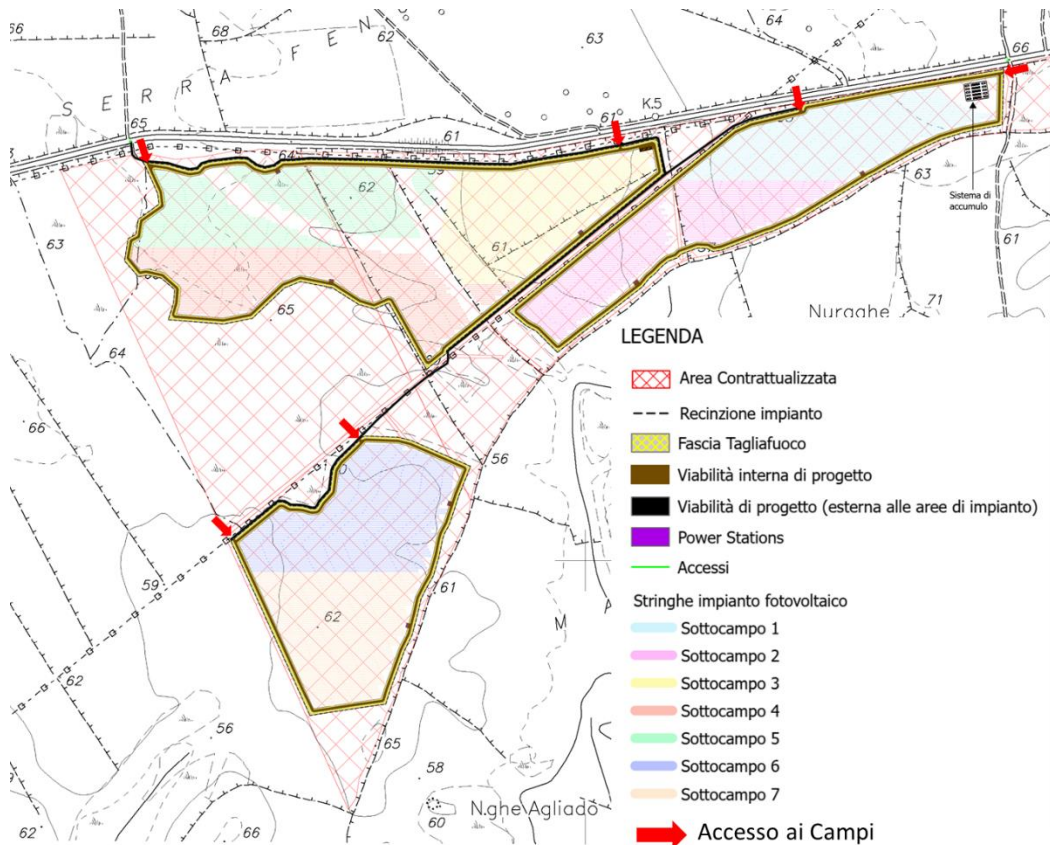 66
68
62
64
66
63
SERRA FEN
65
61
61
K.5
64
59
62
63
61
63
Sistema di
accumulo
61
65
64
71
Nuraghe
LEGENDA
Area Contrattualizzata
Recinzione impianto
Fascia Tagliafuoco
Viabilità interna di progetto
Viabilità di progetto (esterna alle aree di impianto)
Power Stations
Accessi
Stringhe impianto fotovoltaico
Sottocampo 1
Sottocampo 2
Sottocampo 3
Sottocampo 4
Sottocampo 5
Sottocampo 6
Sottocampo 7
Accesso ai Campi
66
56
59
61
62
M
62
56
65
58
N.ghe Agliadò
60
62
66